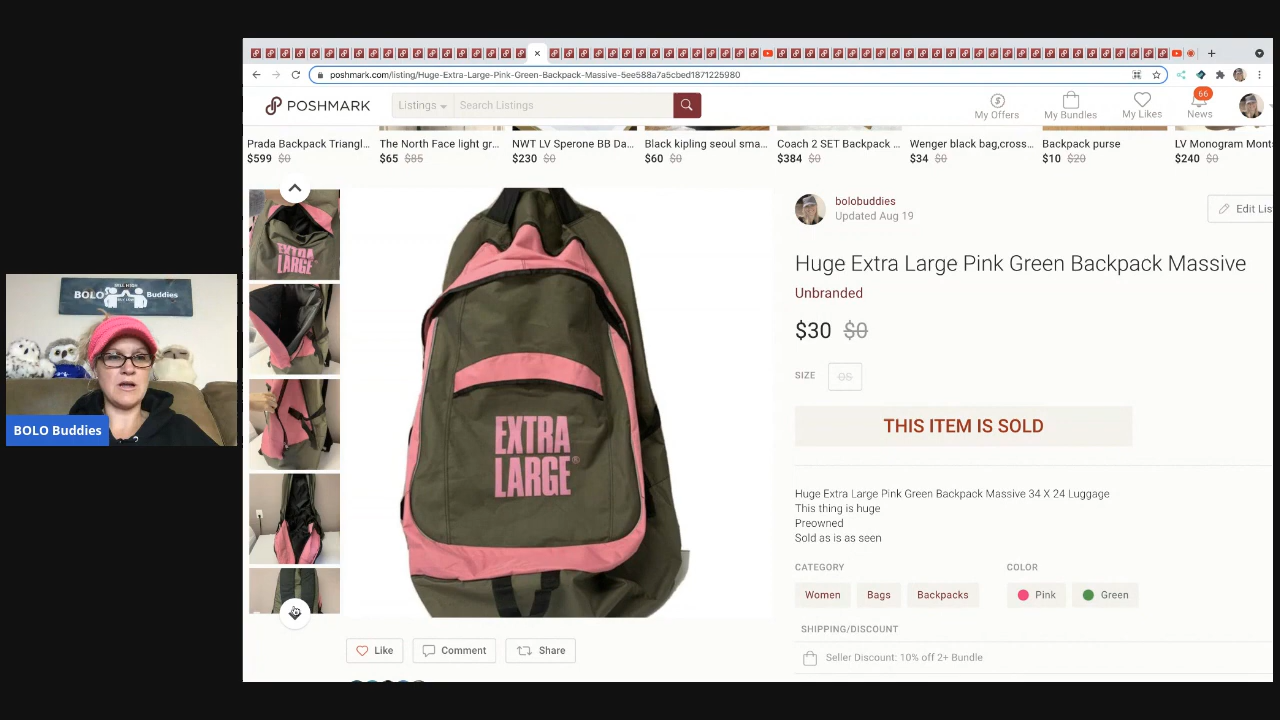 poshmark.com/listing/Huge-Extra-Large-Pink-Green-Backpack-Massive-5ee588a7a5cbed1871225980
POSHMARK
Listings
Search Listings
My Offers
My Bundles
My Likes
66
News
Prada Backpack Triangl...
$599 $0
The North Face light gr...
$65 $85
NWT LV Sperone BB Da...
$230 $0
Black kipling seoul sma...
$60 $0
Coach 2 SET Backpack ...
$384 $0
Wenger black bag,cross...
$34 $0
Backpack purse
$10 $20
LV Monogram Mont
$240 $0
EXTRA
LARGE
EXTRA
LARGE®
bolobuddies
Updated Aug 19
Edit Lis
Huge Extra Large Pink Green Backpack Massive
Unbranded
$30 $0
SIZE
OS
THIS ITEM IS SOLD
Huge Extra Large Pink Green Backpack Massive 34 X 24 Luggage
This thing is huge
Preowned
Sold as is as seen
CATEGORY
COLOR
Women
Bags
Backpacks
Pink
Green
SHIPPING/DISCOUNT
Seller Discount: 10% off 2+ Bundle
Like
Comment
Share
BOLO Buddies
BOLO Buddies